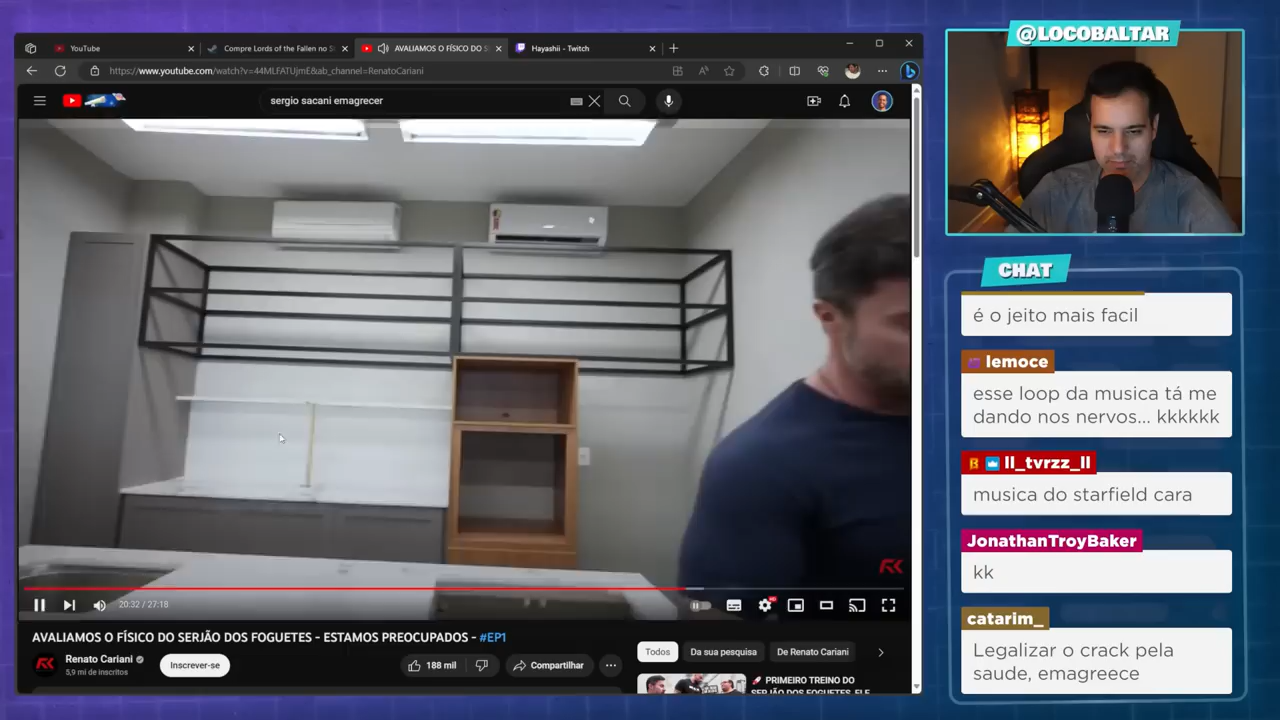 YouTube
Compre Lords of the Fallen no S
AVALIAMOS O FÍSICO DO S
Hayashii - Twitch
https://www.youtube.com/watch?v=44MLFATUjmE&ab_channel=RenatoCariani
sergio sacani emagrecer
20:32 / 27:18
AVALIAMOS O FÍSICO DO SERJÃO DOS FOGUETES - ESTAMOS PREOCUPADOS - #EP1
Renato Cariani
5,9 mi de inscritos
Inscrever-se
188 mil
Compartilhar
Todos
Da sua pesquisa
De Renato Cariani
PRIMEIRO TREINO DO
SERJÃO DOS FOGUETES, ELE
@LOCOBALTAR
CHAT
é o jeito mais facil
lemoce
esse loop da musica tá me
dando nos nervos... kkkkkk
ll_tvrzz_ll
musica do starfield cara
JonathanTroyBaker
kk
catarim_
Legalizar o crack pela
saude, emagreece